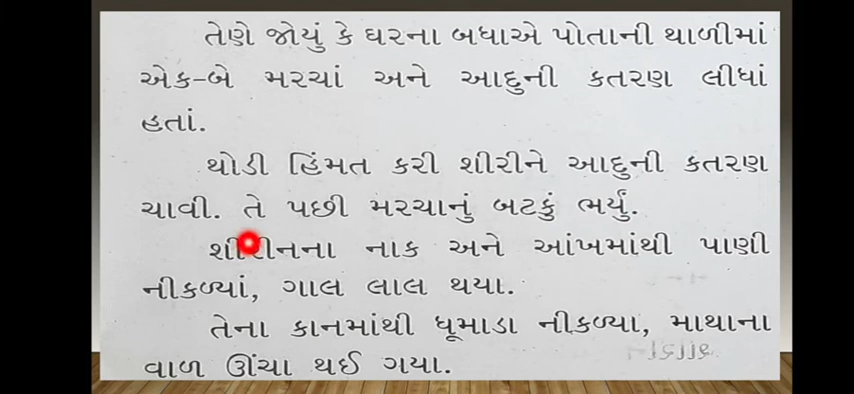 તેણે જોયું કે ઘરના બધાએ પોતાની થાળીમાં
એક-બે મરચાં અને આદુની કતરણ લીધાં
હતાં.
થોડી હિંમત કરી શીરીને આદુની કતરણ
ચાવી. તે પછી મરચાનું બટકું ભર્યું.
શીરીનના નાક અને આંખમાંથી પાણી
નીકળ્યાં, ગાલ લાલ થયા.
તેના કાનમાંથી ધૂમાડા નીકળ્યા, માથાના
વાળ ઊંચા થઈ ગયા.